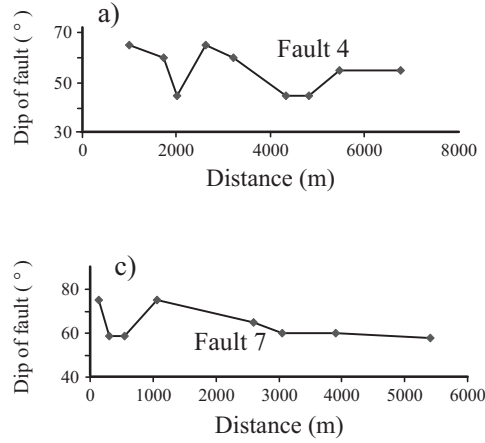 a)
70
50
30
Dip of fault ( ° )
Fault 4
0
2000
4000
6000
8000
Distance (m)
c)
80
60
40
Dip of fault ( ° )
Fault 7
0
1000
2000
3000
4000
5000
6000
Distance (m)